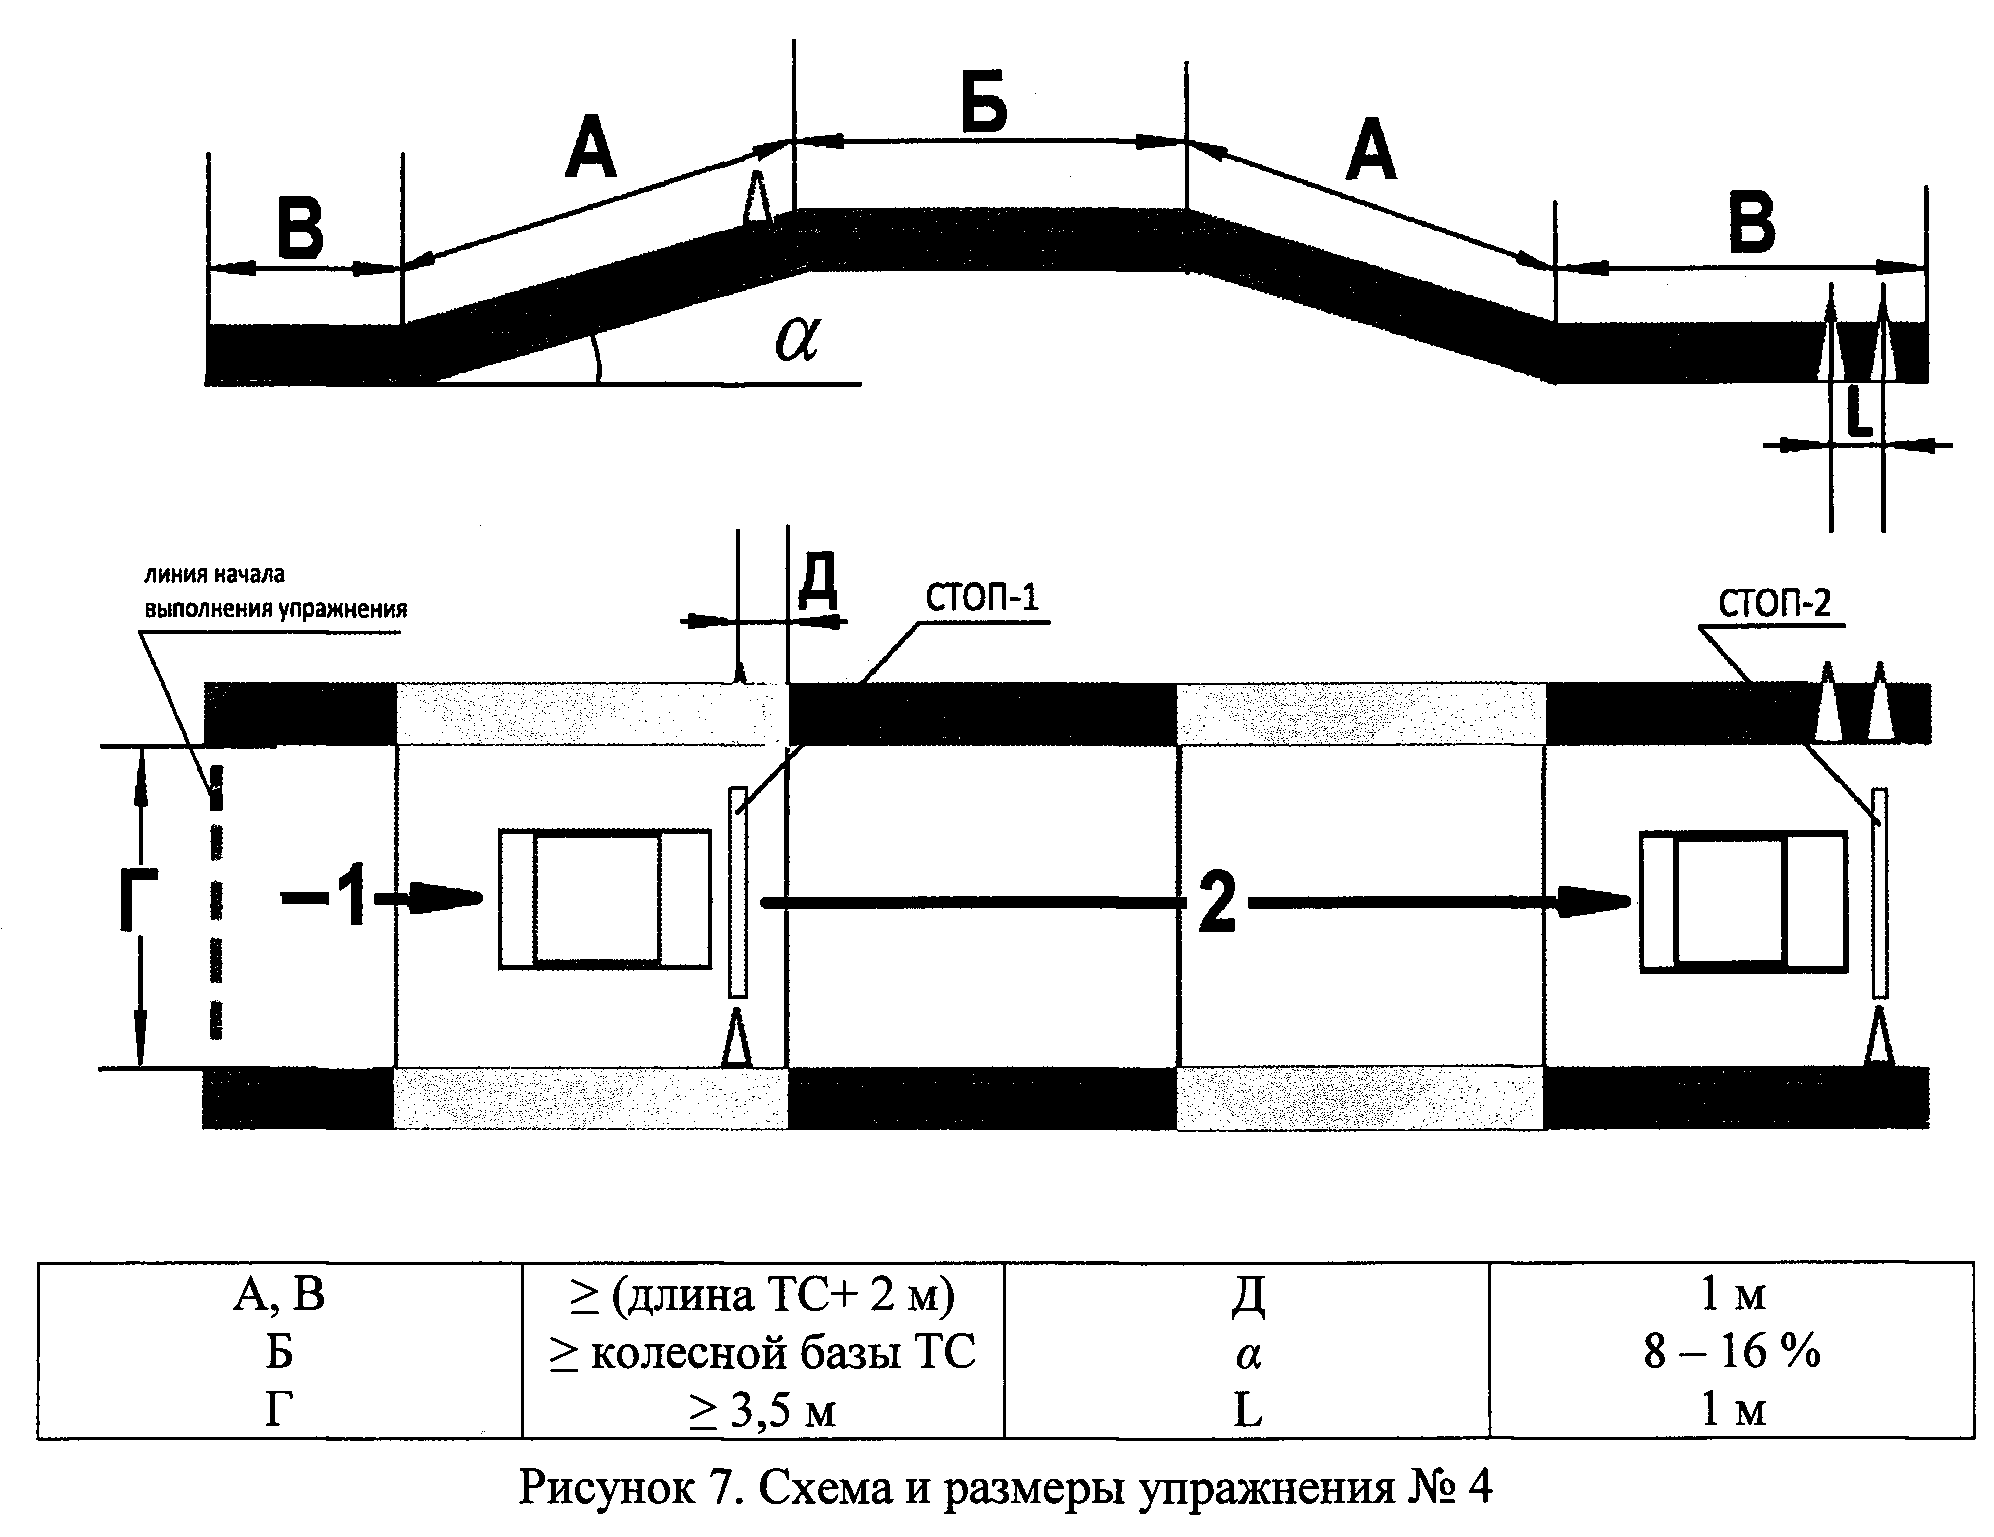 А
Б
А
В
В
α
L
линия начала
выполнения упражнения
Д
СТОП-1
СТОП-2
Г
1
2
А, В ≥ (длина ТС+ 2 м) Д 1 м
Б ≥ колесной базы ТС α 8 – 16 %
Г ≥ 3,5 м L 1 м
Рисунок 7. Схема и размеры упражнения № 4